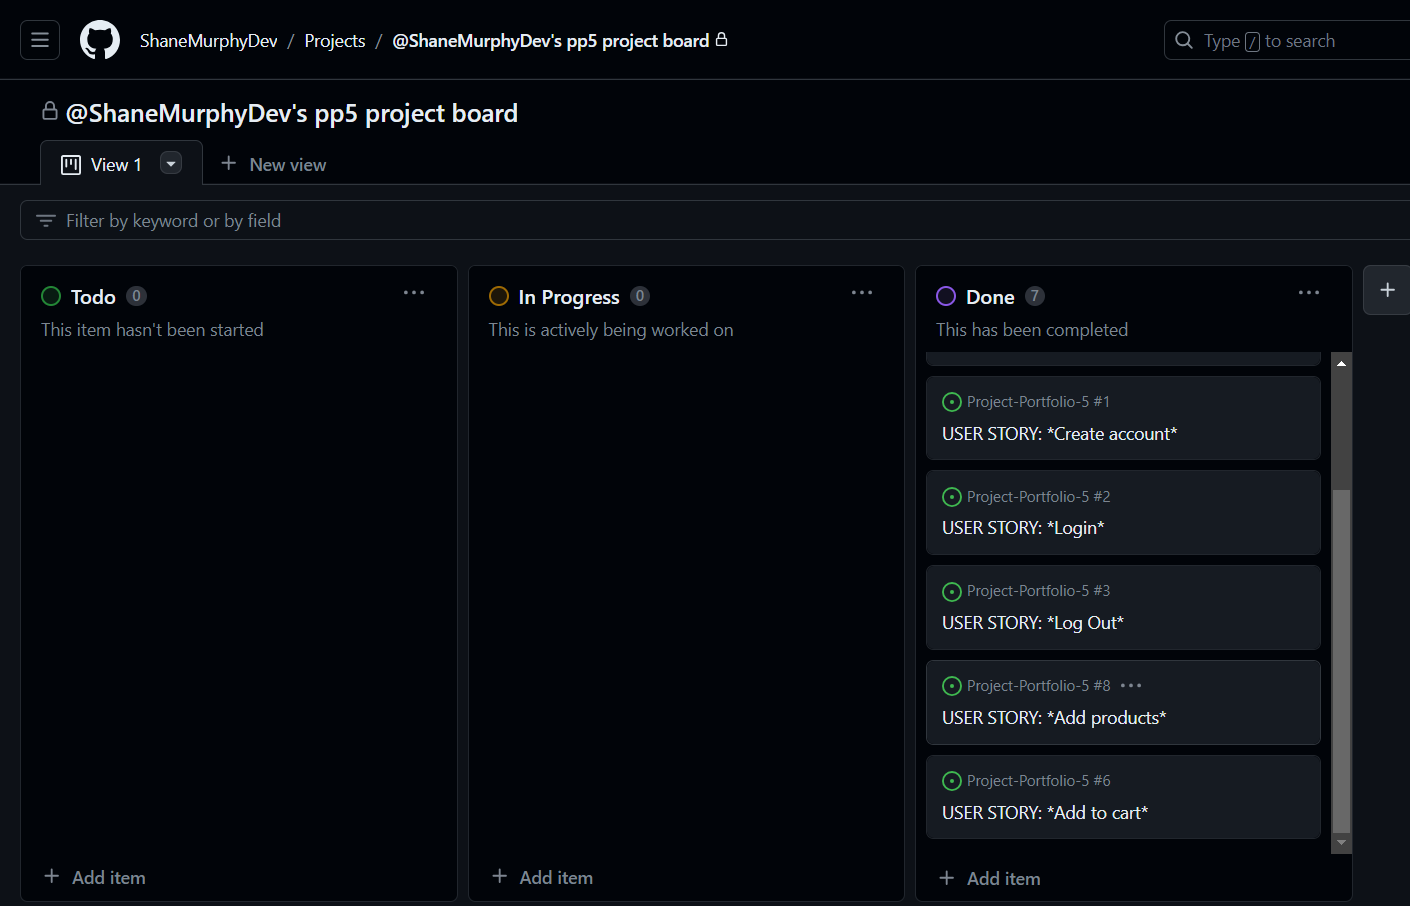 ShaneMurphyDev / Projects / @ShaneMurphyDev's pp5 project board
Type / to search
@ShaneMurphyDev's pp5 project board
View 1
New view
Filter by keyword or by field
Todo 0
This item hasn't been started
Add item
In Progress 0
This is actively being worked on
Add item
Done 7
This has been completed
Project-Portfolio-5 #1
USER STORY: *Create account*
Project-Portfolio-5 #2
USER STORY: *Login*
Project-Portfolio-5 #3
USER STORY: *Log Out*
Project-Portfolio-5 #8
USER STORY: *Add products*
Project-Portfolio-5 #6
USER STORY: *Add to cart*
Add item